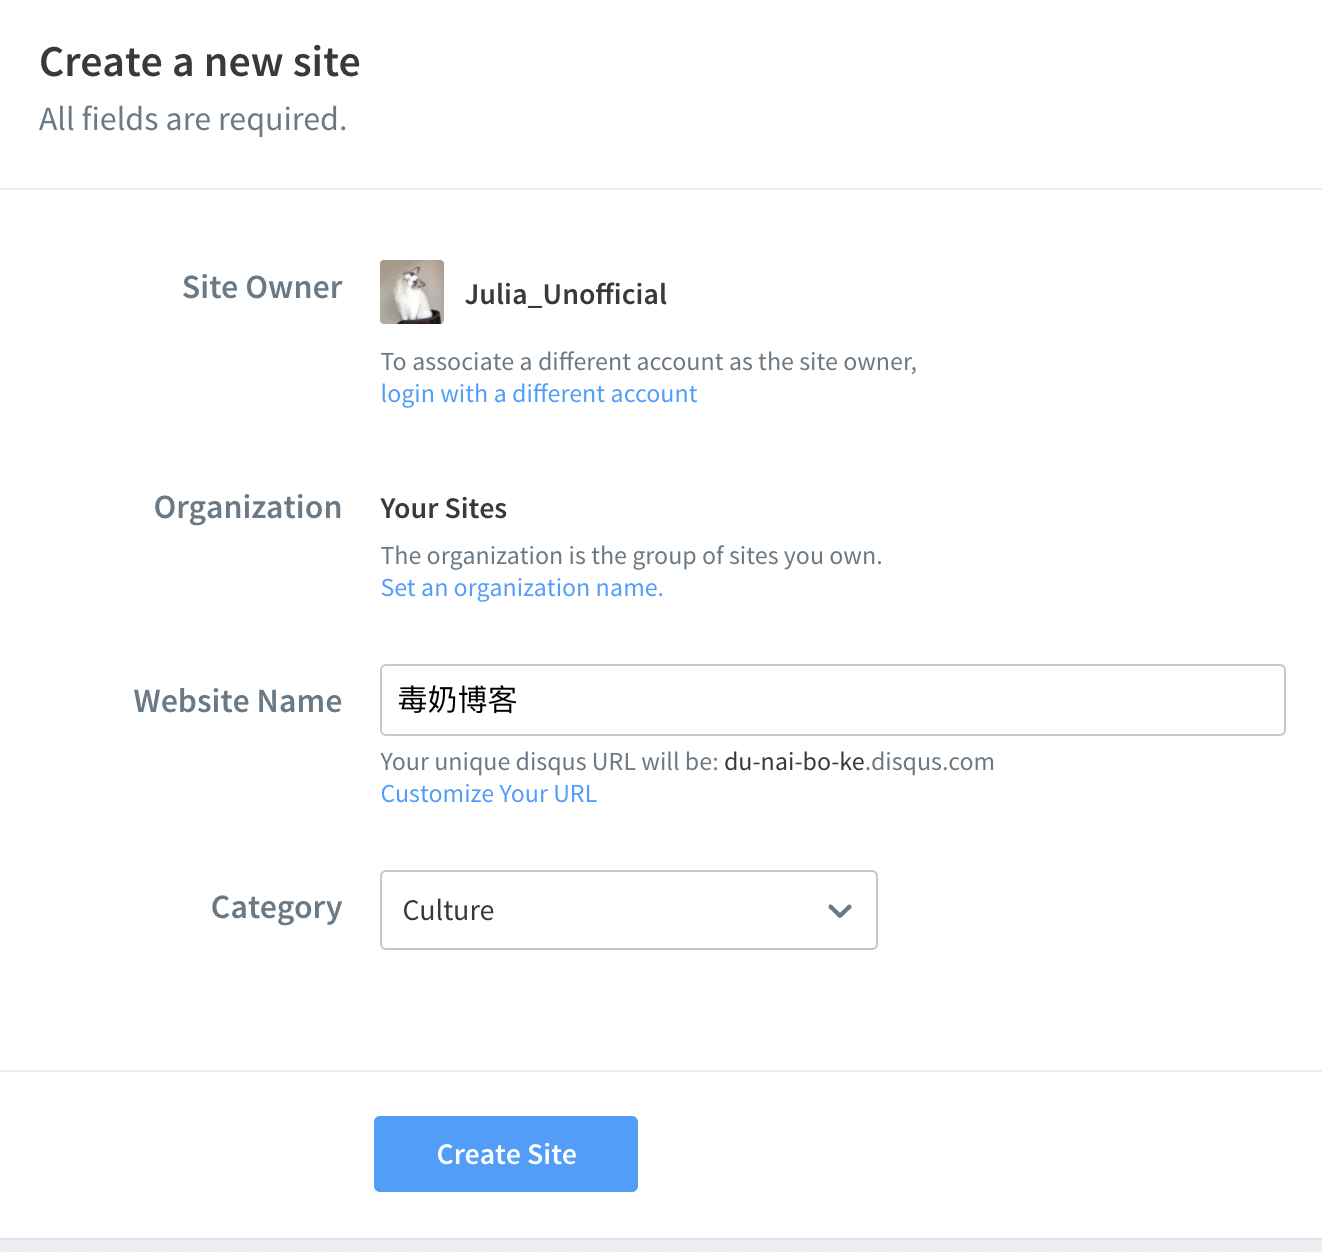 Create a new site
All fields are required.
Site Owner
Julia_Unofficial
To associate a different account as the site owner,
login with a different account
Organization
Your Sites
The organization is the group of sites you own.
Set an organization name.
Website Name
毒奶博客
Your unique disqus URL will be: du-nai-bo-ke.disqus.com
Customize Your URL
Category
Culture
Create Site